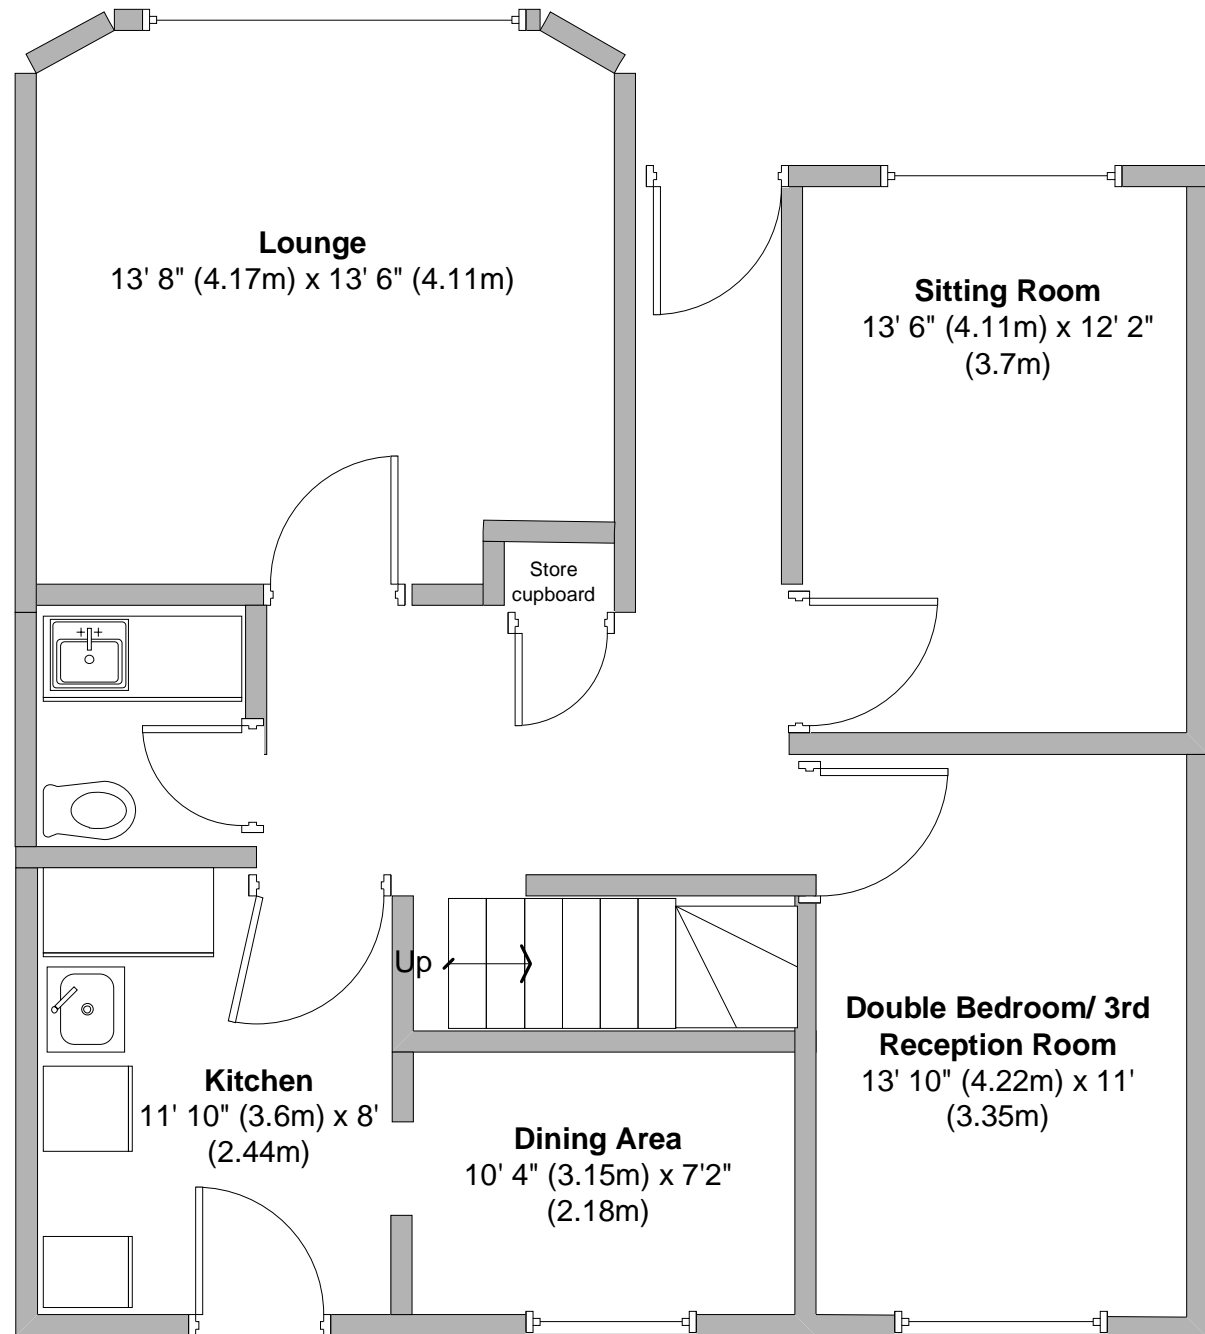 Lounge
13' 8" (4.17m) x 13' 6" (4.11m)
Sitting Room
13' 6" (4.11m) x 12' 2"
(3.7m)
Store
cupboard
Up
Double Bedroom/ 3rd
Reception Room
13' 10" (4.22m) x 11'
(3.35m)
Kitchen
11' 10" (3.6m) x 8'
(2.44m)
Dining Area
10' 4" (3.15m) x 7'2"
(2.18m)